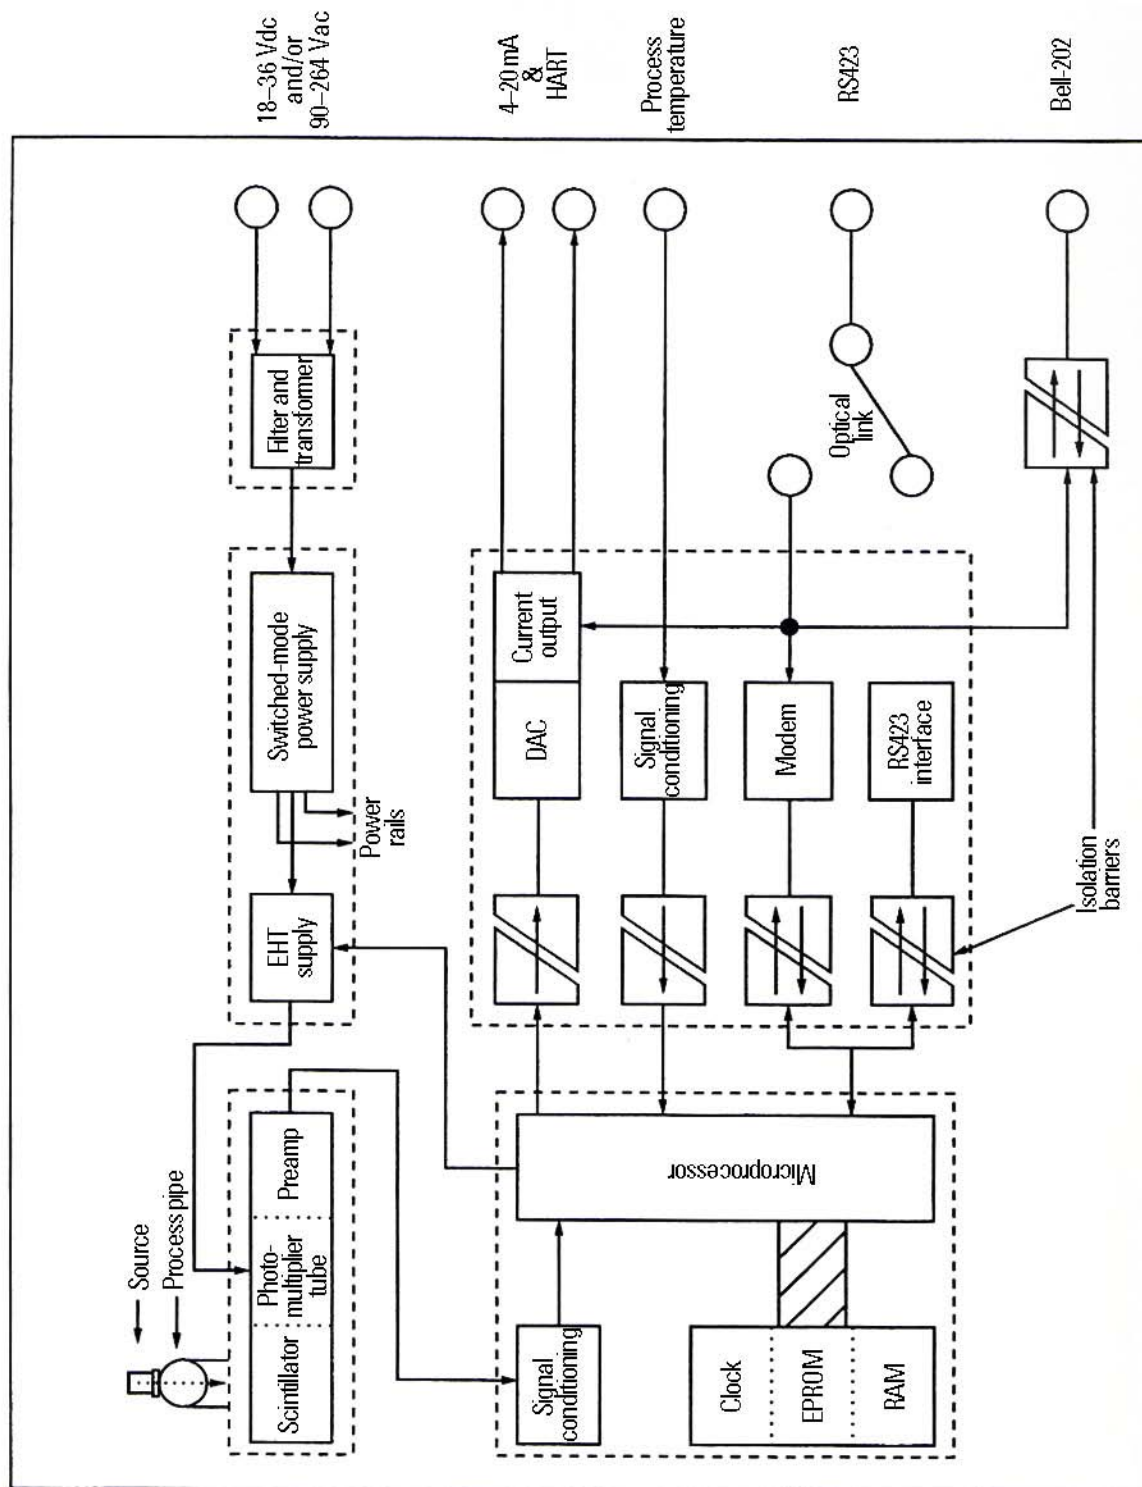 Source
Process pipe
Scintillator
Photo-
multiplier
tube
Preamp
EHT
supply
Switched-mode
power supply
Power
rails
Filter and
transformer
18–36 Vdc
and/or
90–264 Vac
Signal
conditioning
Clock
EPROM
RAM
Microprocessor
DAC
Current
output
4–20 mA
&
HART
Signal
conditioning
Process
temperature
Modem
RS423
interface
Optical
link
RS423
Isolation
barriers
Bell-202